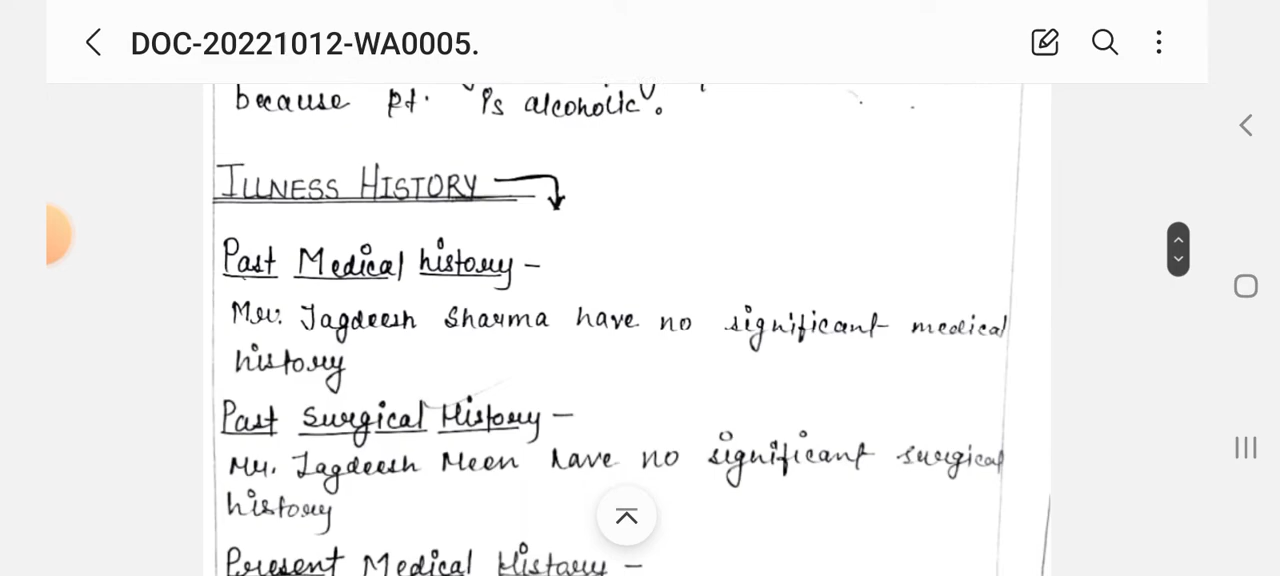 DOC-20221012-WA0005.
because pt. is alcoholic.
ILLNESS HISTORY
Past Medical history -
Mr. Jagdeesh Sharma have no significant medical
history
Past Surgical History -
Mr. Jagdeesh Meen have no significant surgical
history
Present Medical History -